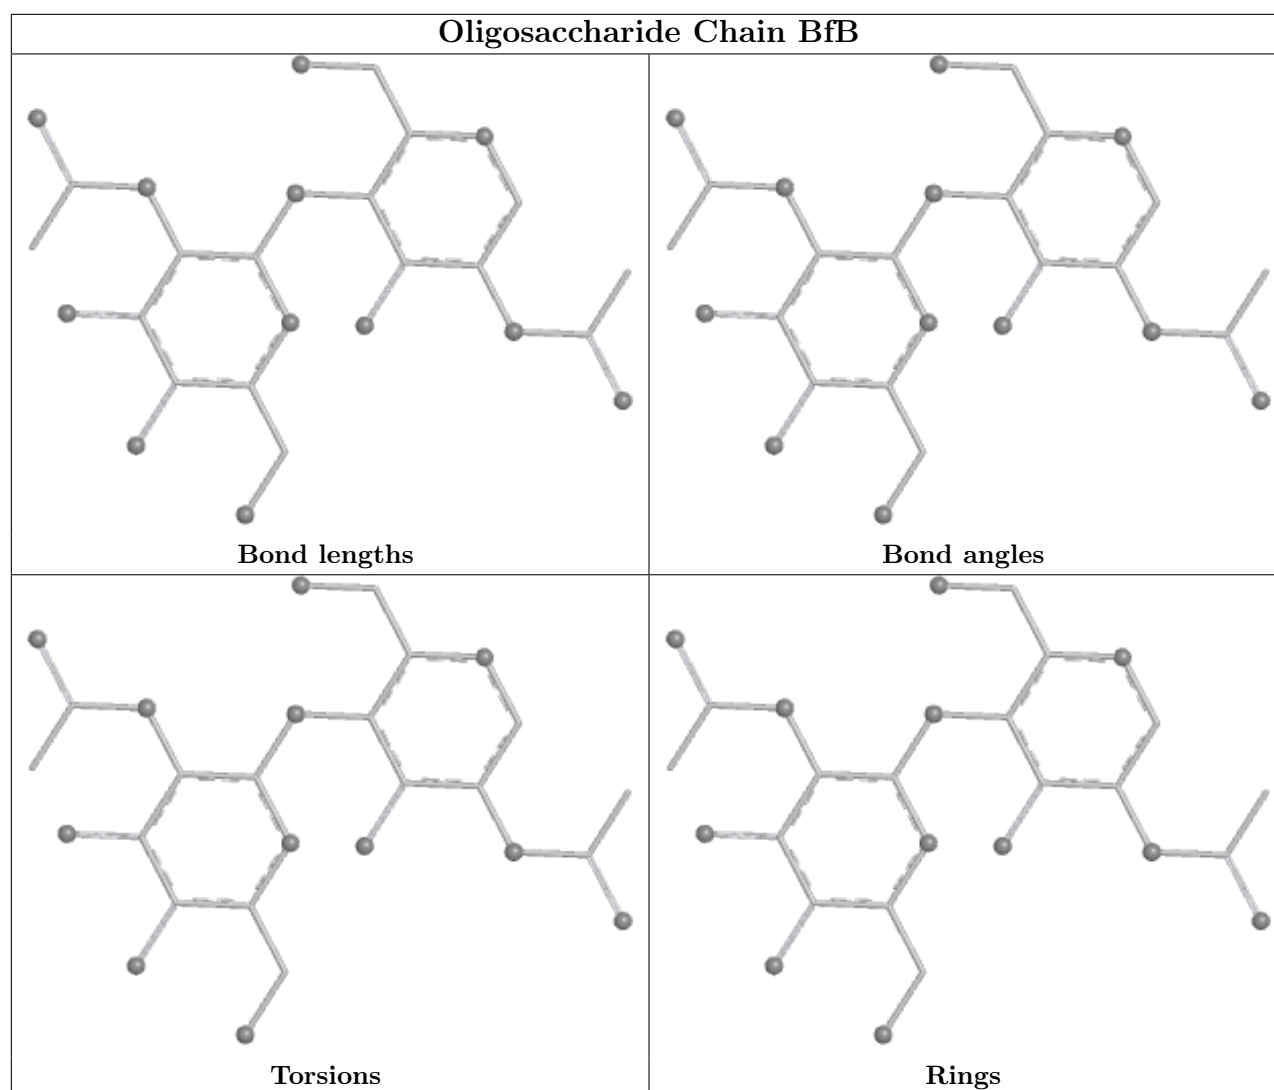 Oligosaccharide Chain BfB
Bond lengths
Bond angles
Torsions
Rings